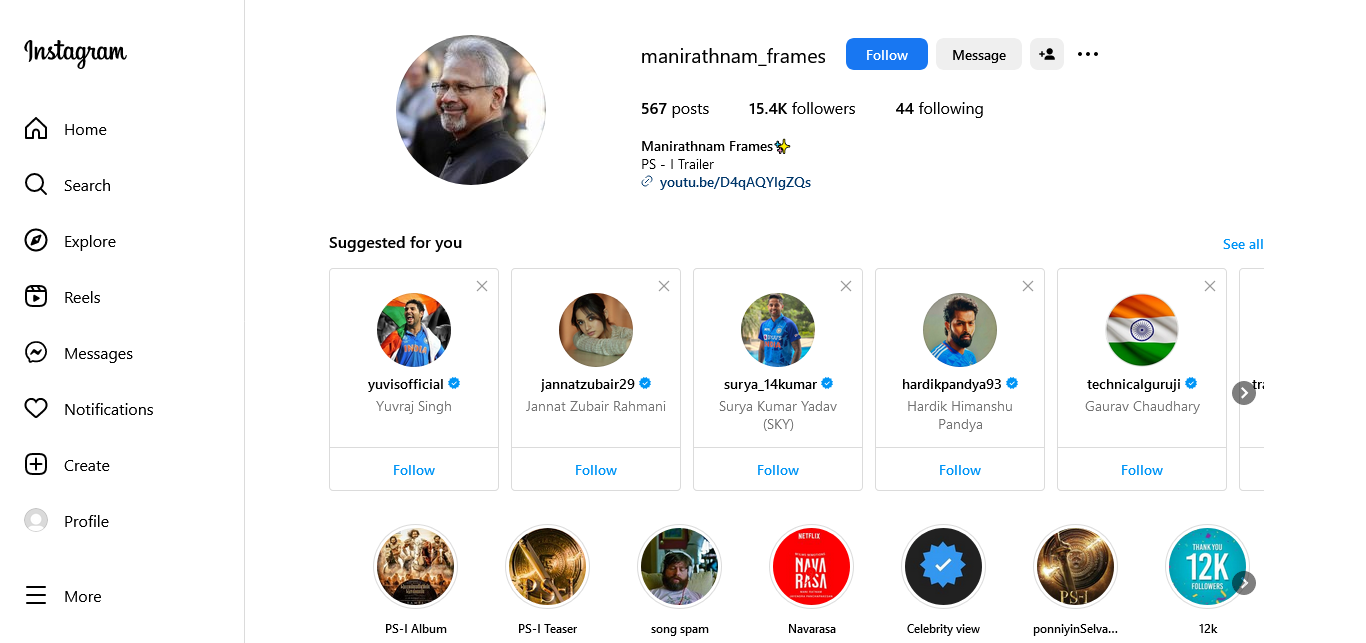 Instagram
Home
Search
Explore
Reels
Messages
Notifications
Create
Profile
More
manirathnam_frames
Follow
Message
567 posts
15.4K followers
44 following
Manirathnam Frames✨
PS - I Trailer
youtu.be/D4qAQYlgZQs
Suggested for you
See all
yuvisofficial
Yuvraj Singh
Follow
jannatzubair29
Jannat Zubair Rahmani
Follow
surya_14kumar
Surya Kumar Yadav
(SKY)
Follow
hardikpandya93
Hardik Himanshu
Pandya
Follow
technicalguruji
Gaurav Chaudhary
Follow
PS-I Album
PS-I
PS-I Teaser
song spam
NETFLIX
NAVA
RASA
Navarasa
Celebrity view
PS-I
ponniyinSelva...
THANK YOU
12K
FOLLOWERS
12k